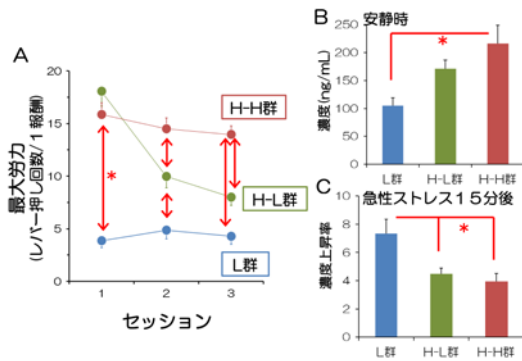 A
最大労力
(レバー押し回数/1報酬)
20
15
10
5
0
H-H群
H-L群
L群
*
1
2
3
セッション
B
安静時
濃度(ng/mL)
250
200
150
100
50
0
*
L群
H-L群
H-H群
C
急性ストレス15分後
濃度上昇率
8
6
4
2
0
*
L群
H-L群
H-H群